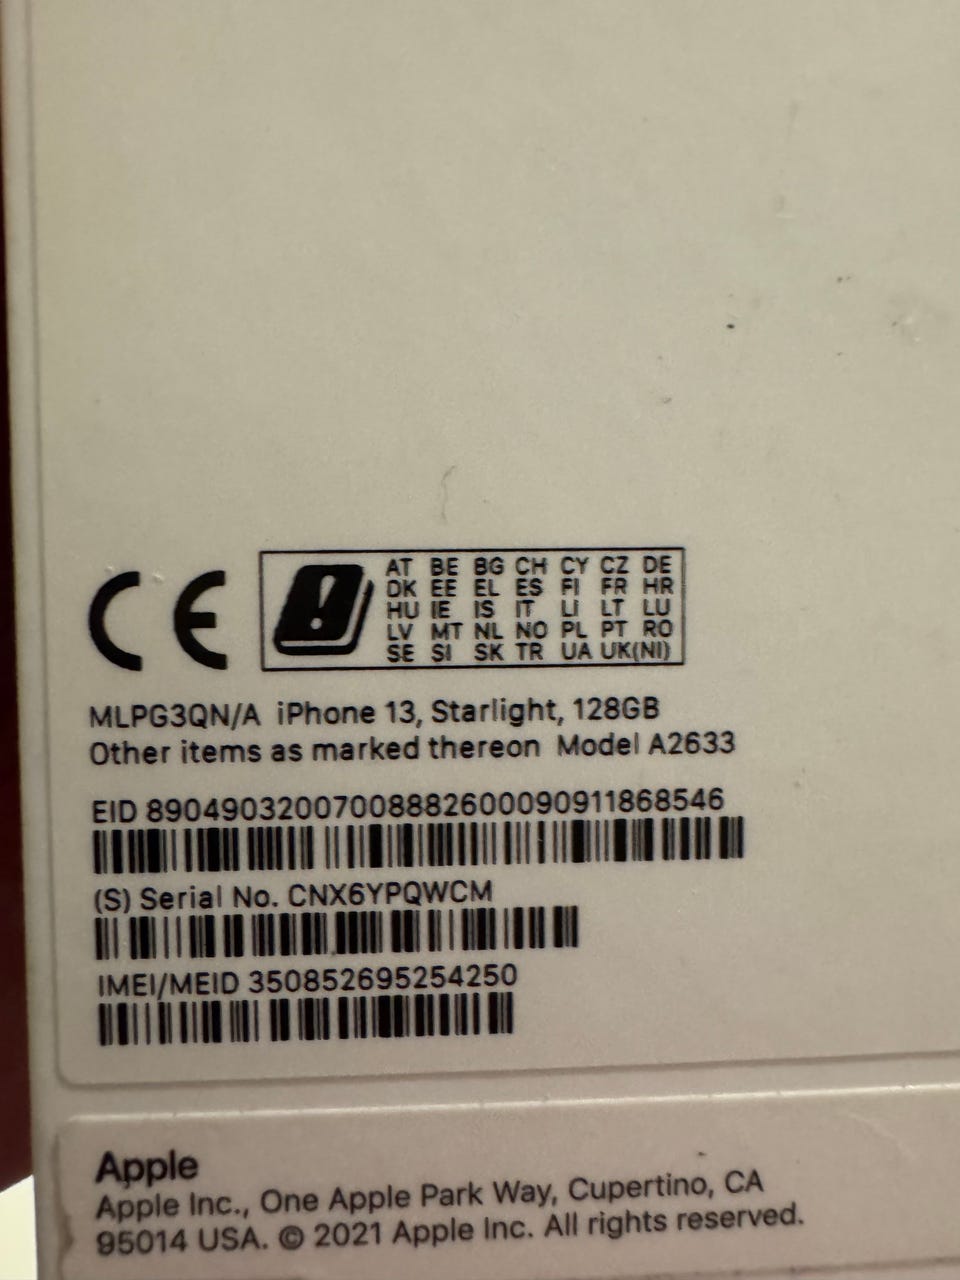 CE
AT BE BG CH CY CZ DE
DK EE EL ES FI FR HR
HU IE IS IT LI LT LU
LV MT NL NO PL PT RO
SE SI SK TR UA UK(NI)
MLPG3QN/A iPhone 13, Starlight, 128GB
Other items as marked thereon Model A2633
EID 89049032007008882600090911868546
(S) Serial No. CNX6YPQWCM
IMEI/MEID 350852695254250
Apple
Apple Inc., One Apple Park Way, Cupertino, CA
95014 USA. © 2021 Apple Inc. All rights reserved.